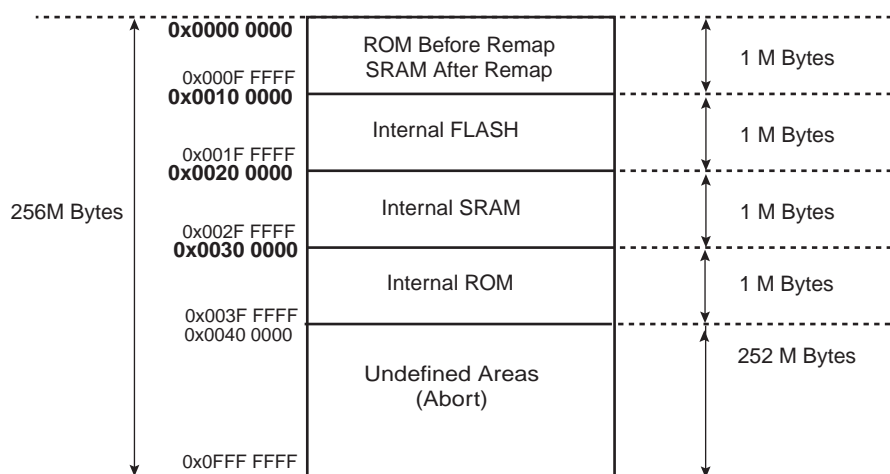 0x0000 0000
ROM Before Remap
SRAM After Remap
1 M Bytes
0x000F FFFF
0x0010 0000
Internal FLASH
1 M Bytes
0x001F FFFF
0x0020 0000
256M Bytes
Internal SRAM
1 M Bytes
0x002F FFFF
0x0030 0000
Internal ROM
1 M Bytes
0x003F FFFF
0x0040 0000
252 M Bytes
Undefined Areas
(Abort)
0x0FFF FFFF